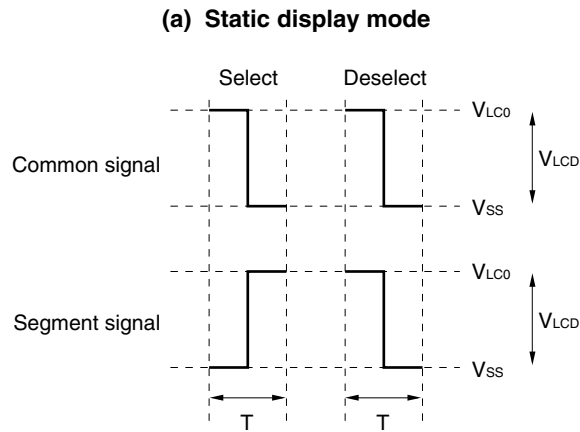 (a) Static display mode
Select Deselect
VLC0
Common signal
VLCD
VSS
VLC0
Segment signal
VLCD
VSS
T T